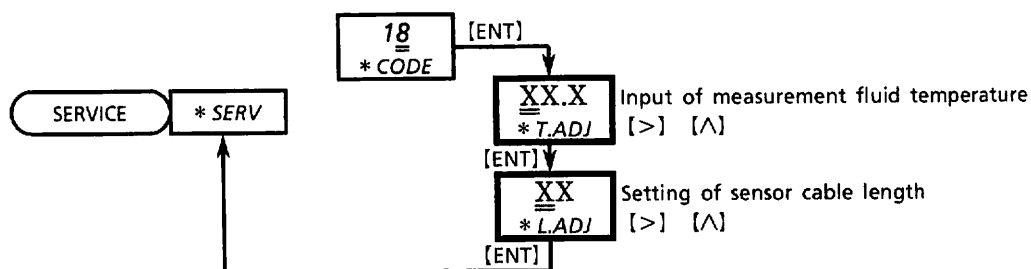 18
* CODE
[ENT]
SERVICE
* SERV
XX.X
* T.ADJ
Input of measurement fluid temperature
[>] [∧]
[ENT]
XX
* L.ADJ
Setting of sensor cable length
[>] [∧]
[ENT]